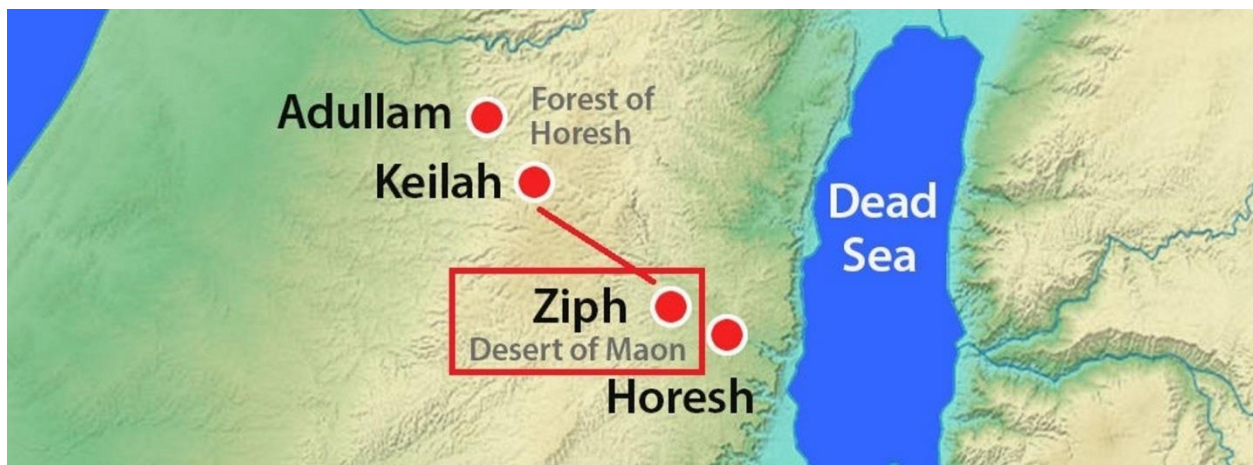 Adullam
Forest of
Horesh
Keilah
Dead
Sea
Ziph
Desert of Maon
Horesh